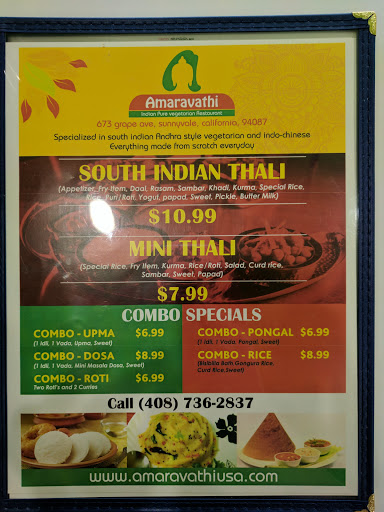 Amaravathi
Indian Pure vegetarian Restaurant
673 grape ave, sunnyvale, california, 94087
Specialized in south indian Andhra style vegetarian and indo-chinese
Everything made from scratch everyday
SOUTH INDIAN THALI
(Appetizer, Fry Item, Daal, Rasam, Sambar, Khadi, Kurma, Special Rice,
Rice, Puri/Roti, Yogut, papad, Sweet, Pickle, Butter Milk)
$10.99
MINI THALI
(Special Rice, Fry Item, Kurma, Rice/Roti, Salad, Curd rice,
Sambar, Sweet, Papad)
$7.99
COMBO SPECIALS
COMBO - UPMA $6.99
(1 Idli, 1 Vada, Upma, Sweet)
COMBO - DOSA $8.99
(1 Idli, 1 Vada, Mini Masala Dosa, Sweet)
COMBO - ROTI $6.99
Two Roti's and 2 Curries
COMBO - PONGAL $6.99
(1 Idli, 1 Vada, Pongal, Sweet)
COMBO - RICE $8.99
(Bisibilla Bath Gongura Rice,
Curd Rice,Sweet)
Call (408) 736-2837
www.amaravathiusa.com